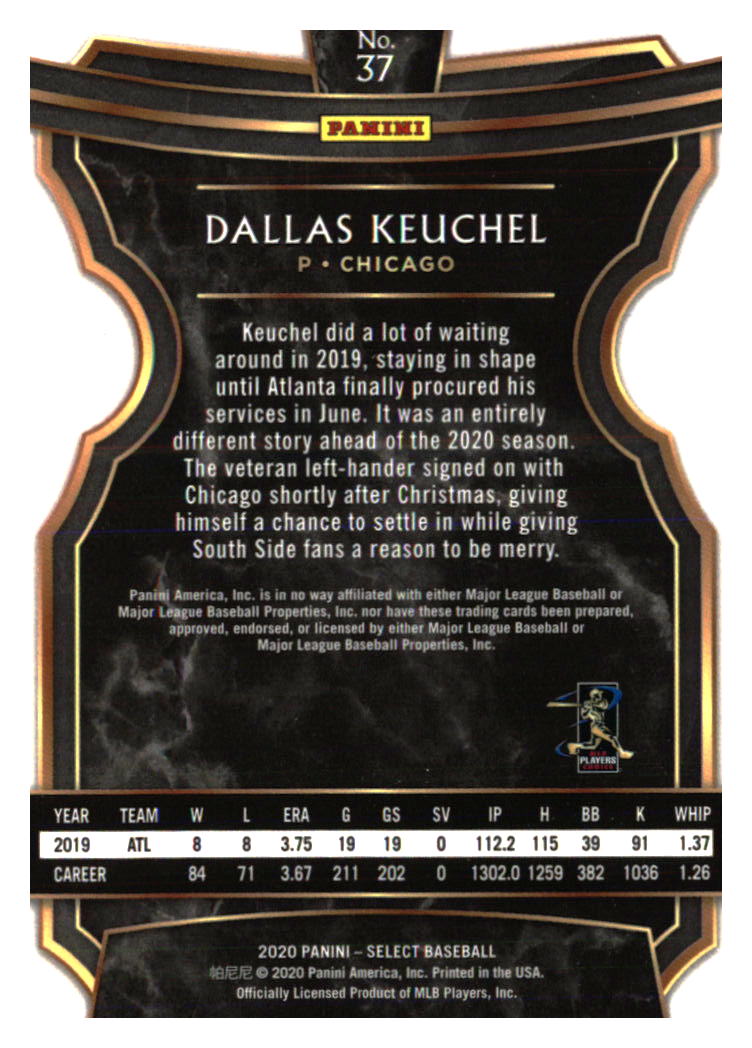 No.
37
PANINI
DALLAS KEUCHEL
P • CHICAGO
Keuchel did a lot of waiting
around in 2019, staying in shape
until Atlanta finally procured his
services in June. It was an entirely
different story ahead of the 2020 season.
The veteran left-hander signed on with
Chicago shortly after Christmas, giving
himself a chance to settle in while giving
South Side fans a reason to be merry.
Panini America, Inc. is in no way affiliated with either Major League Baseball or
Major League Baseball Properties, Inc. nor have these trading cards been prepared,
approved, endorsed, or licensed by either Major League Baseball or
Major League Baseball Properties, Inc.
MLB
PLAYERS
CHOICE
YEAR TEAM W L ERA G GS SV IP H BB K WHIP
2019 ATL 8 8 3.75 19 19 0 112.2 115 39 91 1.37
CAREER 84 71 3.67 211 202 0 1302.0 1259 382 1036 1.26
2020 PANINI – SELECT BASEBALL
帕尼尼 © 2020 Panini America, Inc. Printed in the USA.
Officially Licensed Product of MLB Players, Inc.